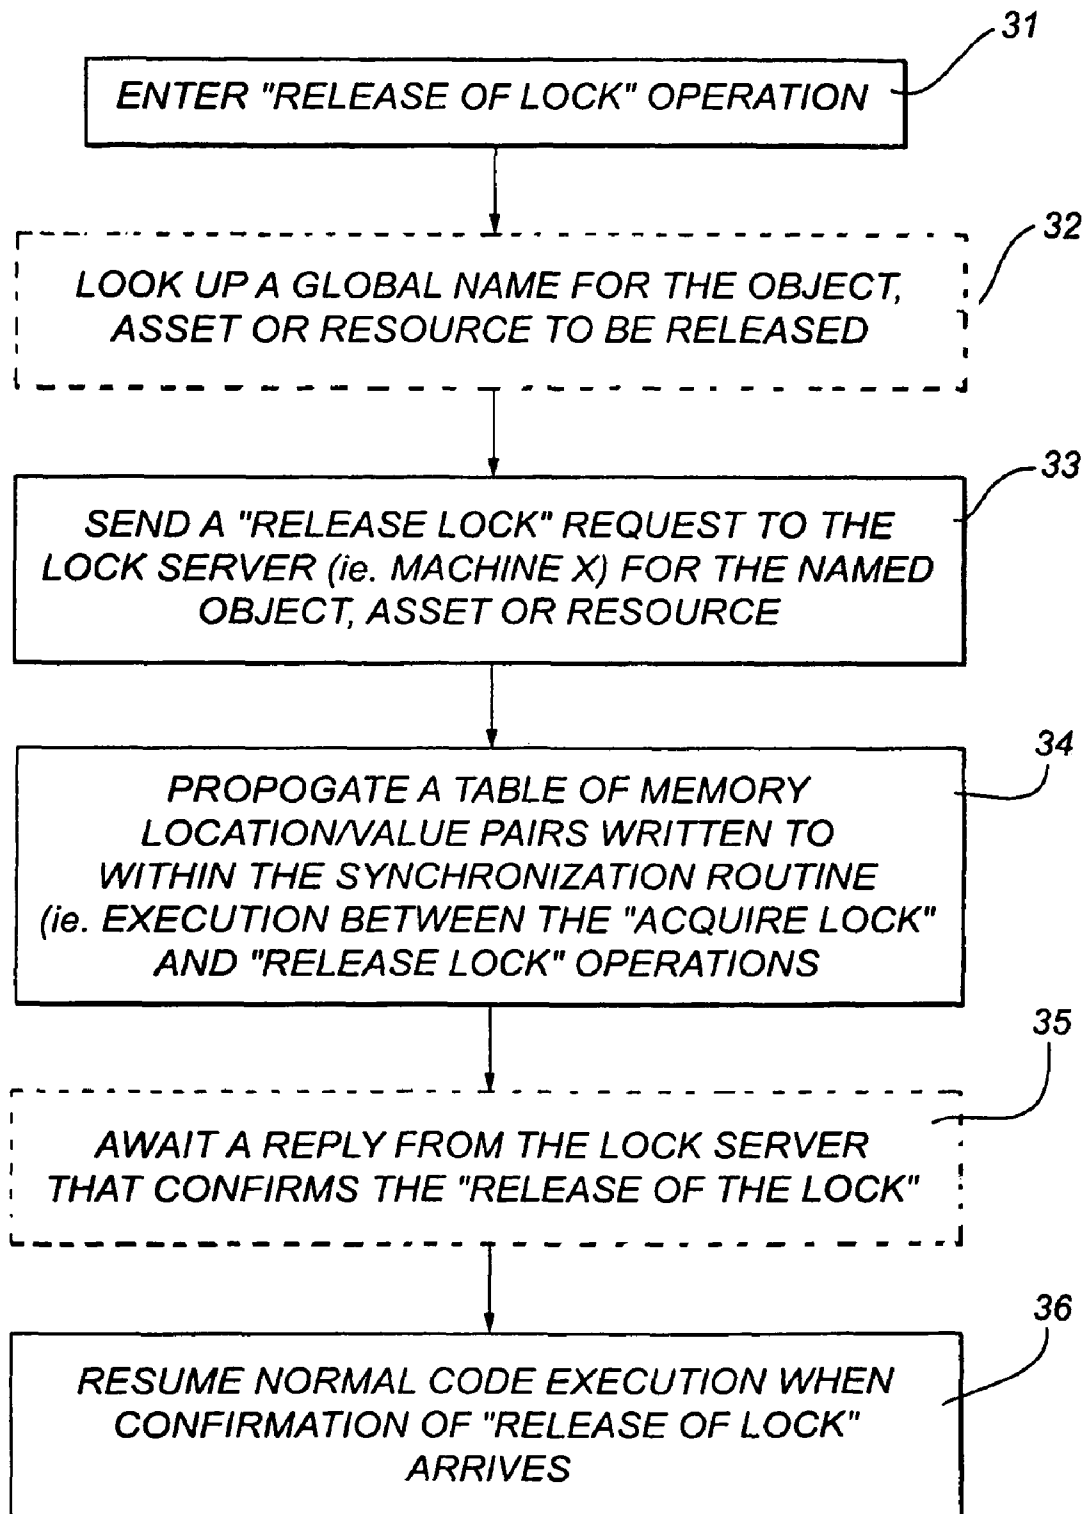 31
ENTER "RELEASE OF LOCK" OPERATION
32
LOOK UP A GLOBAL NAME FOR THE OBJECT,
ASSET OR RESOURCE TO BE RELEASED
33
SEND A "RELEASE LOCK" REQUEST TO THE
LOCK SERVER (ie. MACHINE X) FOR THE NAMED
OBJECT, ASSET OR RESOURCE
34
PROPOGATE A TABLE OF MEMORY
LOCATION/VALUE PAIRS WRITTEN TO
WITHIN THE SYNCHRONIZATION ROUTINE
(ie. EXECUTION BETWEEN THE "ACQUIRE LOCK"
AND "RELEASE LOCK" OPERATIONS
35
AWAIT A REPLY FROM THE LOCK SERVER
THAT CONFIRMS THE "RELEASE OF THE LOCK"
36
RESUME NORMAL CODE EXECUTION WHEN
CONFIRMATION OF "RELEASE OF LOCK"
ARRIVES